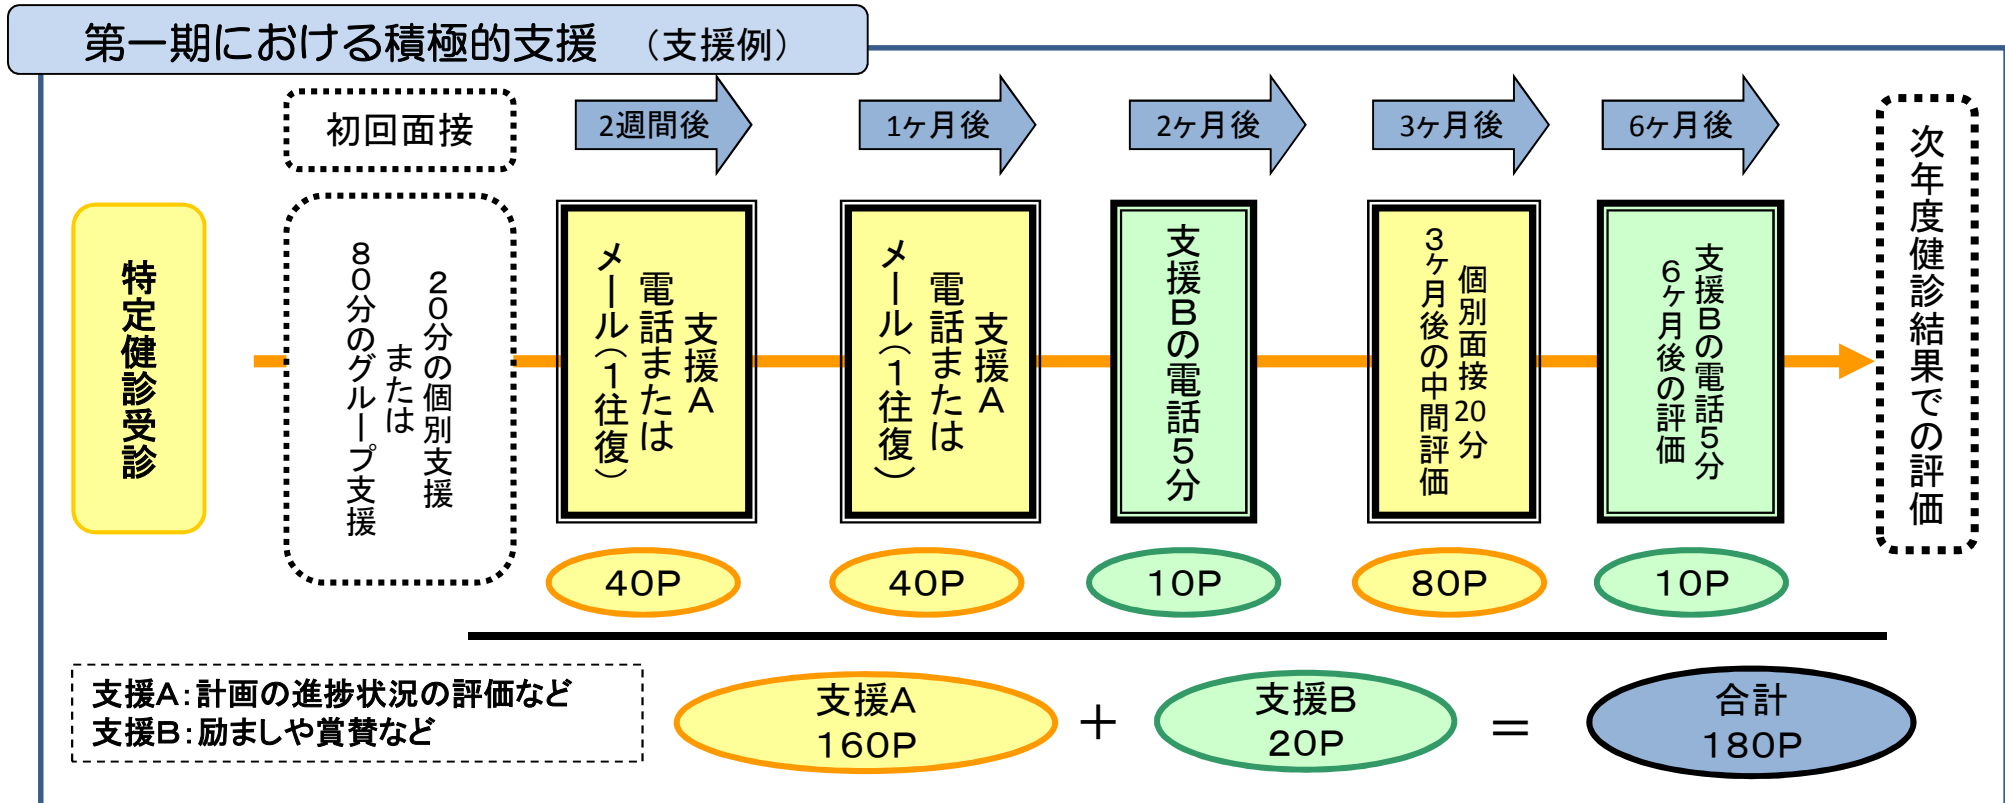 第一期における積極的支援　（支援例）
初回面接
2週間後
1ヶ月後
2ヶ月後
3ヶ月後
6ヶ月後
特定健診受診
２０分の個別支援
または
８０分のグループ支援
支援Ａ
電話または
メール（１往復）
支援Ａ
電話または
メール（１往復）
支援Ｂの電話５分
個別面接20分
３ヶ月後の中間評価
支援Ｂの電話５分
６ヶ月後の評価
次年度健診結果での評価
４０Ｐ
４０Ｐ
１０Ｐ
８０Ｐ
１０Ｐ
支援Ａ：計画の進捗状況の評価など
支援Ｂ：励ましや賞賛など
支援Ａ
１６０Ｐ
＋
支援Ｂ
２０Ｐ
＝
合計
１８０Ｐ